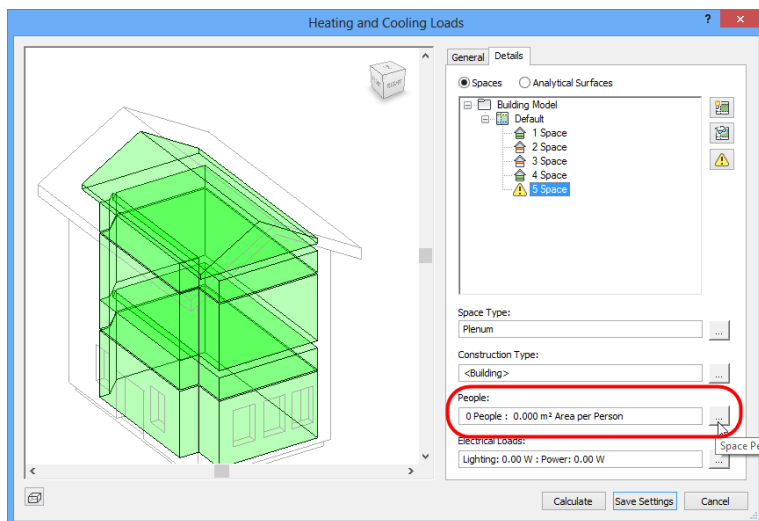 Heating and Cooling Loads
?
×
General
Details
Spaces
Analytical Surfaces
Building Model
Default
1 Space
2 Space
3 Space
4 Space
5 Space
Space Type:
Plenum
...
Construction Type:
<Building>
...
People:
0 People : 0.000 m² Area per Person
...
Space Pe
Electrical Loads:
Lighting: 0.00 W : Power: 0.00 W
...
Calculate
Save Settings
Cancel